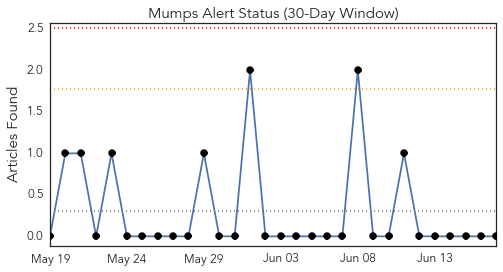 Mumps Alert Status (30-Day Window)
Articles Found
2.5
2.0
1.5
1.0
0.5
0.0
May 19
May 24
May 29
Jun 03
Jun 08
Jun 13